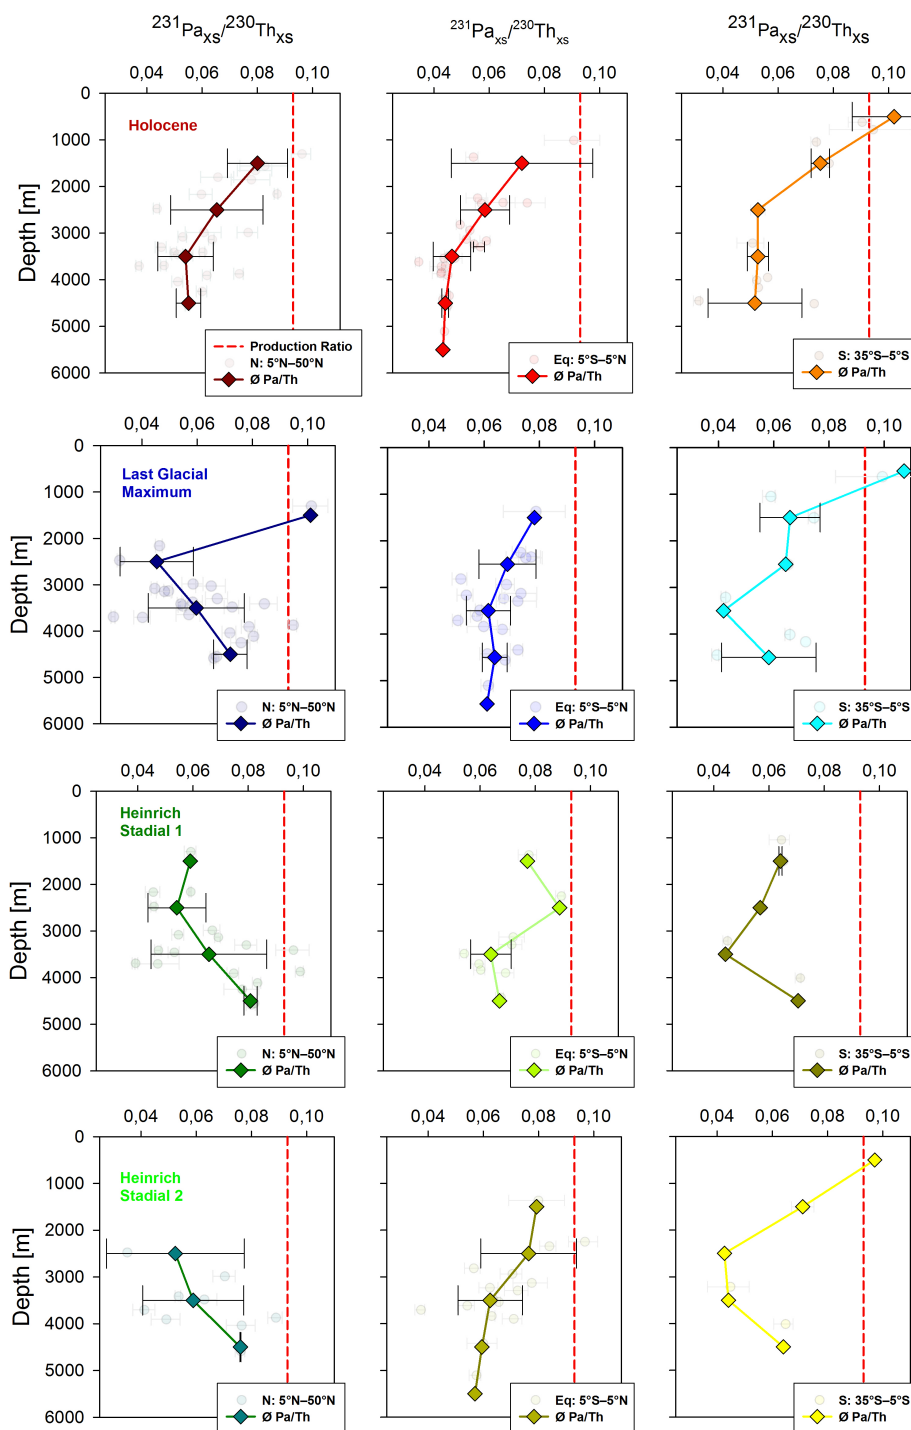 231Paxs/230Thxs 231Paxs/230Thxs 231Paxs/230Thxs
0,04 0,06 0,08 0,10 0,04 0,06 0,08 0,10 0,04 0,06 0,08 0,10
0
Holocene
1000
2000
Depth [m]
3000
4000
5000
6000
Production Ratio
N: 5°N–50°N
Ø Pa/Th
Eq: 5°S–5°N
Ø Pa/Th
S: 35°S–5°S
Ø Pa/Th
0,04 0,06 0,08 0,10 0,04 0,06 0,08 0,10 0,04 0,06 0,08 0,10
0
Last Glacial
Maximum
1000
2000
Depth [m]
3000
4000
5000
6000
N: 5°N–50°N
Ø Pa/Th
Eq: 5°S–5°N
Ø Pa/Th
S: 35°S–5°S
Ø Pa/Th
0,04 0,06 0,08 0,10 0,04 0,06 0,08 0,10 0,04 0,06 0,08 0,10
0
Heinrich
Stadial 1
1000
2000
Depth [m]
3000
4000
5000
6000
N: 5°N–50°N
Ø Pa/Th
Eq: 5°S–5°N
Ø Pa/Th
S: 35°S–5°S
Ø Pa/Th
0,04 0,06 0,08 0,10 0,04 0,06 0,08 0,10 0,04 0,06 0,08 0,10
0
Heinrich
Stadial 2
1000
2000
Depth [m]
3000
4000
5000
6000
N: 5°N–50°N
Ø Pa/Th
Eq: 5°S–5°N
Ø Pa/Th
S: 35°S–5°S
Ø Pa/Th